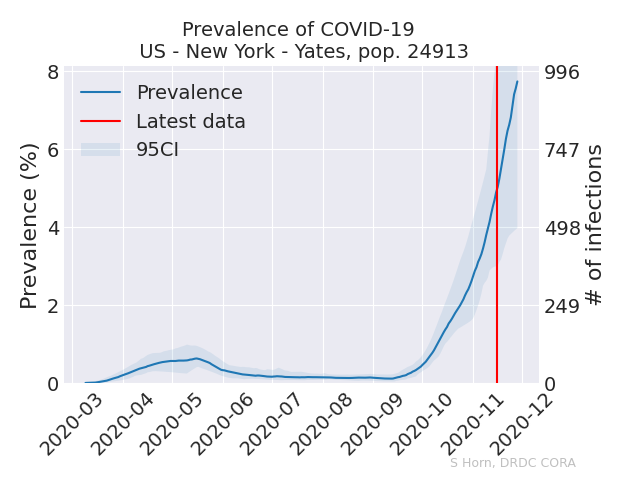 Prevalence of COVID-19
US - New York - Yates, pop. 24913
Prevalence
Latest data
95CI
Prevalence (%)
8
6
4
2
0
996
747
498
249
0
# of infections
2020-03
2020-04
2020-05
2020-06
2020-07
2020-08
2020-09
2020-10
2020-11
2020-12
S Horn, DRDC CORA